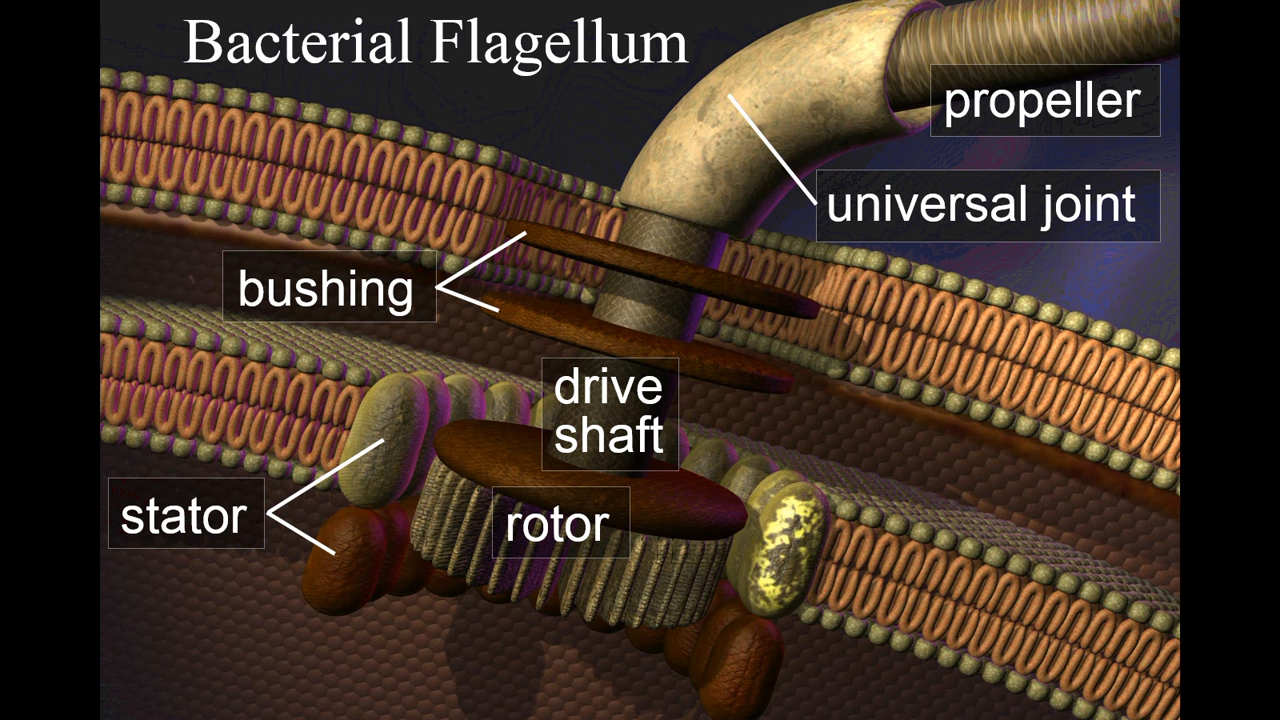 Bacterial Flagellum
propeller
universal joint
bushing
drive
shaft
stator
rotor